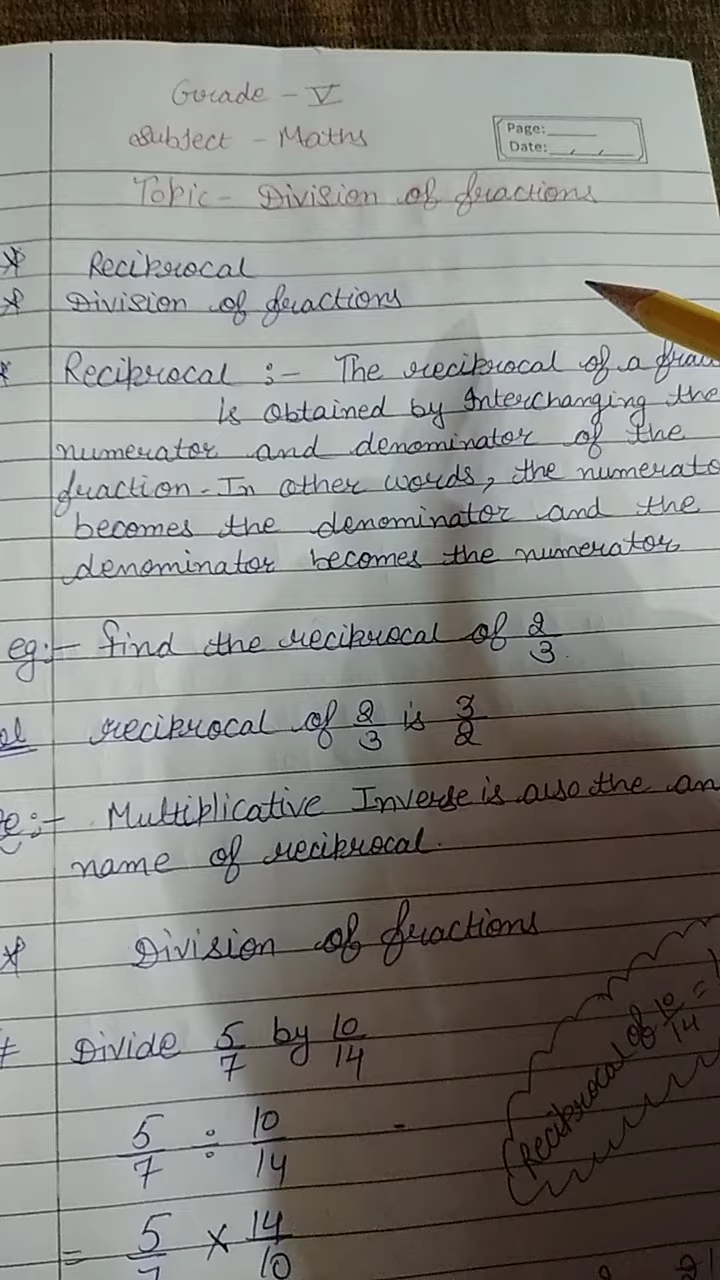 Grade - V
Subject - Maths
Page:
Date:
Topic - Division of fractions
* Reciprocal
* Division of fractions
* Reciprocal :- The reciprocal of a frac
is obtained by Interchanging the
numerator and denominator of the
fraction. In other words, the numerato
becomes the denominator and the
denominator becomes the numerator.
eg:- find the reciprocal of 2/3.
ol reciprocal of 2/3 is 3/2
e:- Multiplicative Inverse is also the an
name of reciprocal.
* Division of fractions
Divide 5/7 by 10/14
5/7 ÷ 10/14
Reciprocal of 10/14 =
= 5/7 × 14/10